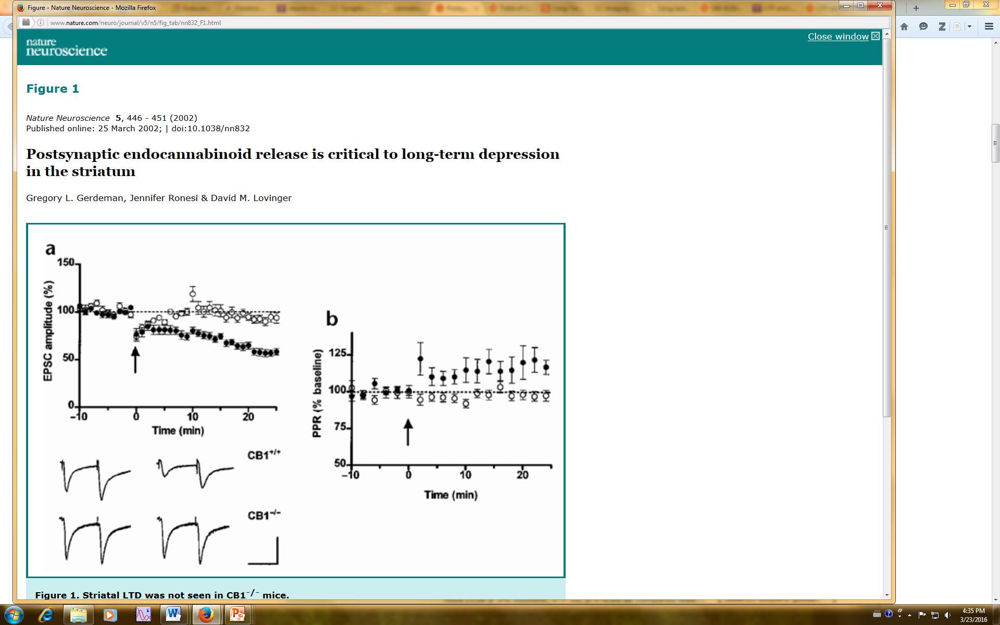 Figure - Nature Neuroscience - Mozilla Firefox
www.nature.com/neuro/journal/v5/n5/fig_tab/nn832_F1.html
nature
neuroscience
Close window
Figure 1
Nature Neuroscience 5, 446 - 451 (2002)
Published online: 25 March 2002; | doi:10.1038/nn832
Postsynaptic endocannabinoid release is critical to long-term depression
in the striatum
Gregory L. Gerdeman, Jennifer Ronesi & David M. Lovinger
a
150
100
50
0
EPSC amplitude (%)
−10 0 10 20
Time (min)
CB1+/+
CB1−/−
b
125
100
75
50
PPR (% baseline)
−10 0 10 20
Time (min)
Figure 1. Striatal LTD was not seen in CB1-/- mice.
4:35 PM
3/23/2016